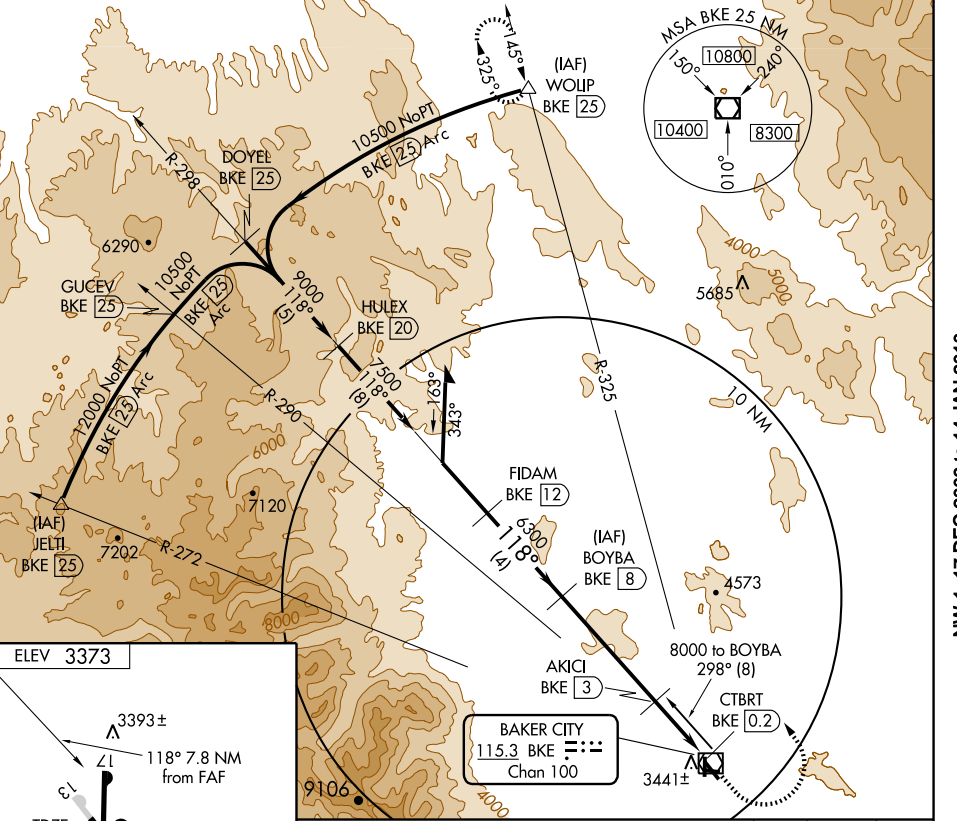 MSA BKE 25 NM
150°
10800
240°
10400
8300
010°
145°
325°
(IAF)
WOLIP
BKE 25
10500 NoPT
BKE 25 Arc
R-298
DOYEL
BKE 25
6290
GUCEV
BKE 25
10500
NoPT
BKE 25
Arc
9000
118°
(5)
HULEX
BKE 20
4000
5000
5685
12000 NoPT
BKE 25 Arc
7500
118°
(8)
163°
343°
R-290
R-325
10 NM
6000
7120
(IAF)
JELTI
BKE 25
7202
R-272
8000
FIDAM
BKE 12
6300
118°
(4)
(IAF)
BOYBA
BKE 8
4573
8000 to BOYBA
298° (8)
AKICI
BKE 3
CTBRT
BKE 0.2
BAKER CITY
115.3 BKE
Chan 100
3441±
9106
4000
ELEV 3373
3393±
118° 7.8 NM
from FAF
17
13